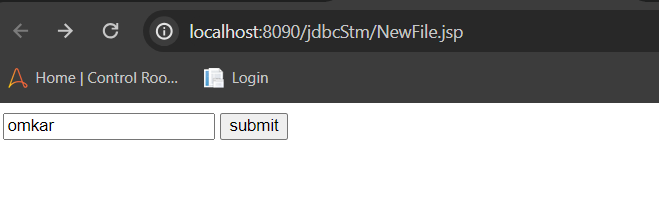 localhost:8090/jdbcStm/NewFile.jsp
Home | Control Roo... Login
omkar submit